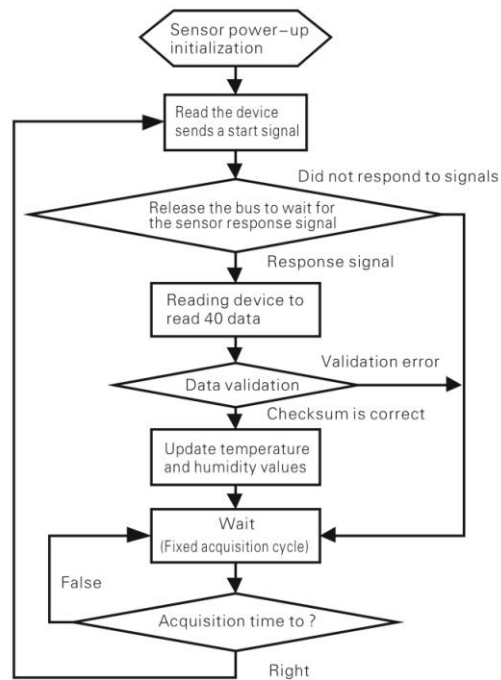 Sensor power-up
initialization
Read the device
sends a start signal
Did not respond to signals
Release the bus to wait for
the sensor response signal
Response signal
Reading device to
read 40 data
Validation error
Data validation
Checksum is correct
Update temperature
and humidity values
Wait
(Fixed acquisition cycle)
False
Acquisition time to ?
Right